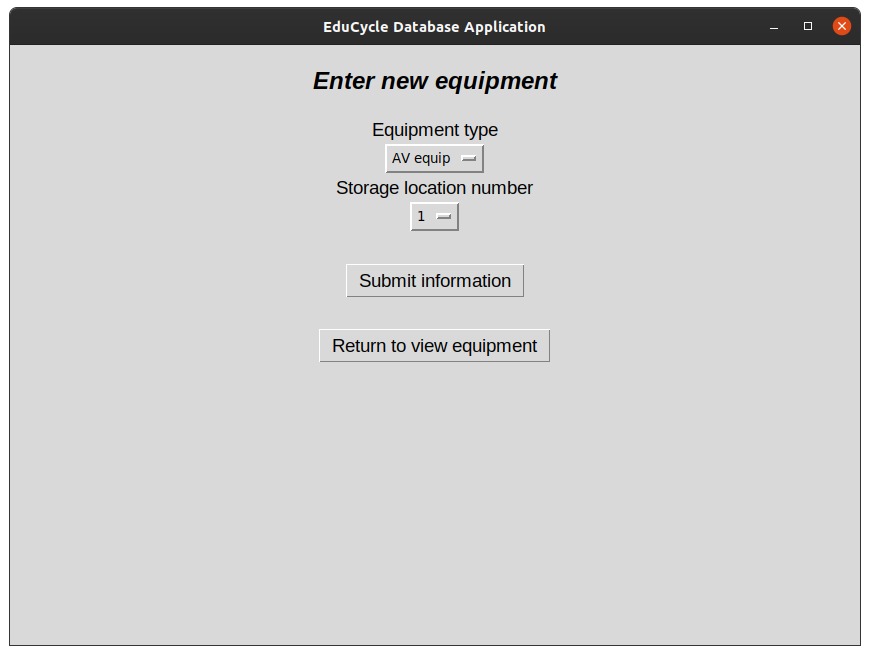 EduCycle Database Application
Enter new equipment
Equipment type
AV equip
Storage location number
1
Submit information
Return to view equipment